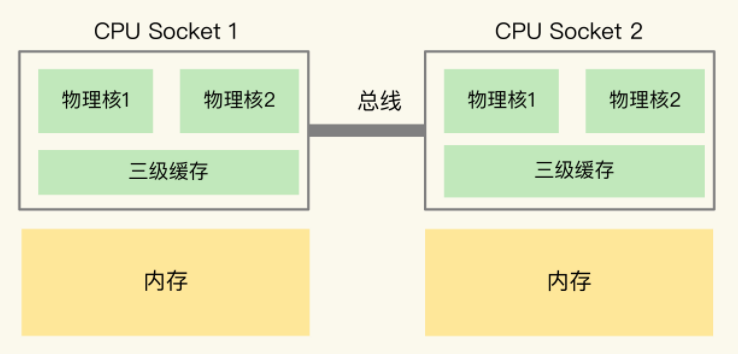 CPU Socket 1
CPU Socket 2
物理核1
物理核2
总线
物理核1
物理核2
三级缓存
三级缓存
内存
内存